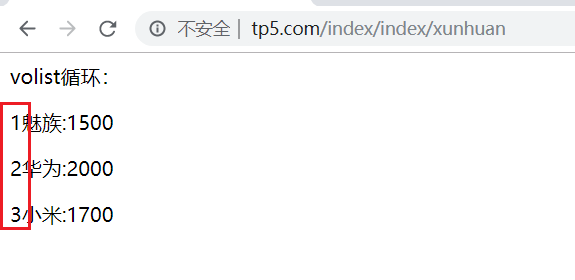 不安全 | tp5.com/index/index/xunhuan
volist循环：
1魅族:1500
2华为:2000
3小米:1700